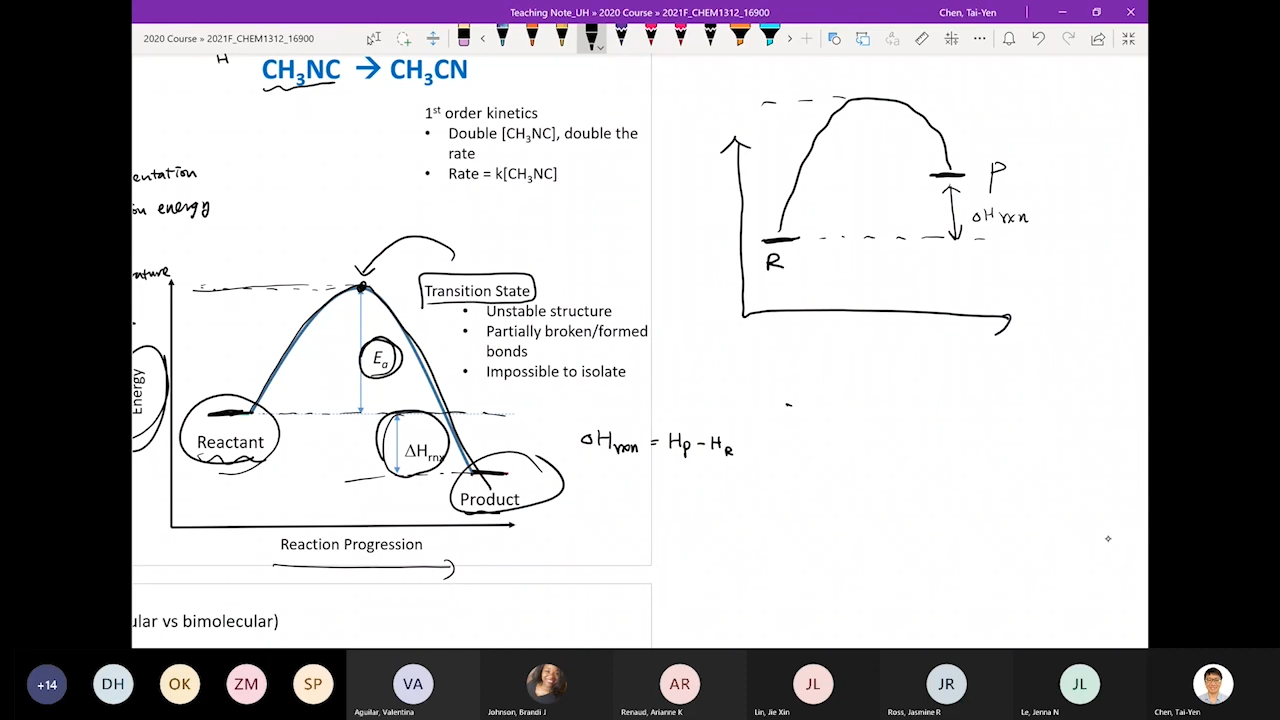 Teaching Note_UH » 2020 Course » 2021F_CHEM1312_16900
Chen, Tai-Yen
2020 Course » 2021F_CHEM1312_16900
H
CH₃NC → CH₃CN
1st order kinetics
• Double [CH₃NC], double the
rate
• Rate = k[CH₃NC]
entation
on energy
ature
Transition State
• Unstable structure
• Partially broken/formed
bonds
• Impossible to isolate
Energy
Eₐ
Reactant
ΔHrnx
Product
Reaction Progression
ΔHrxn = Hp - HR
P
ΔHrxn
R
ular vs bimolecular)
+14
DH
OK
ZM
SP
VA
AR
JL
JR
JL
Aguilar, Valentina
Johnson, Brandi J
Renaud, Arianne K
Lin, Jie Xin
Ross, Jasmine R
Le, Jenna N
Chen, Tai-Yen